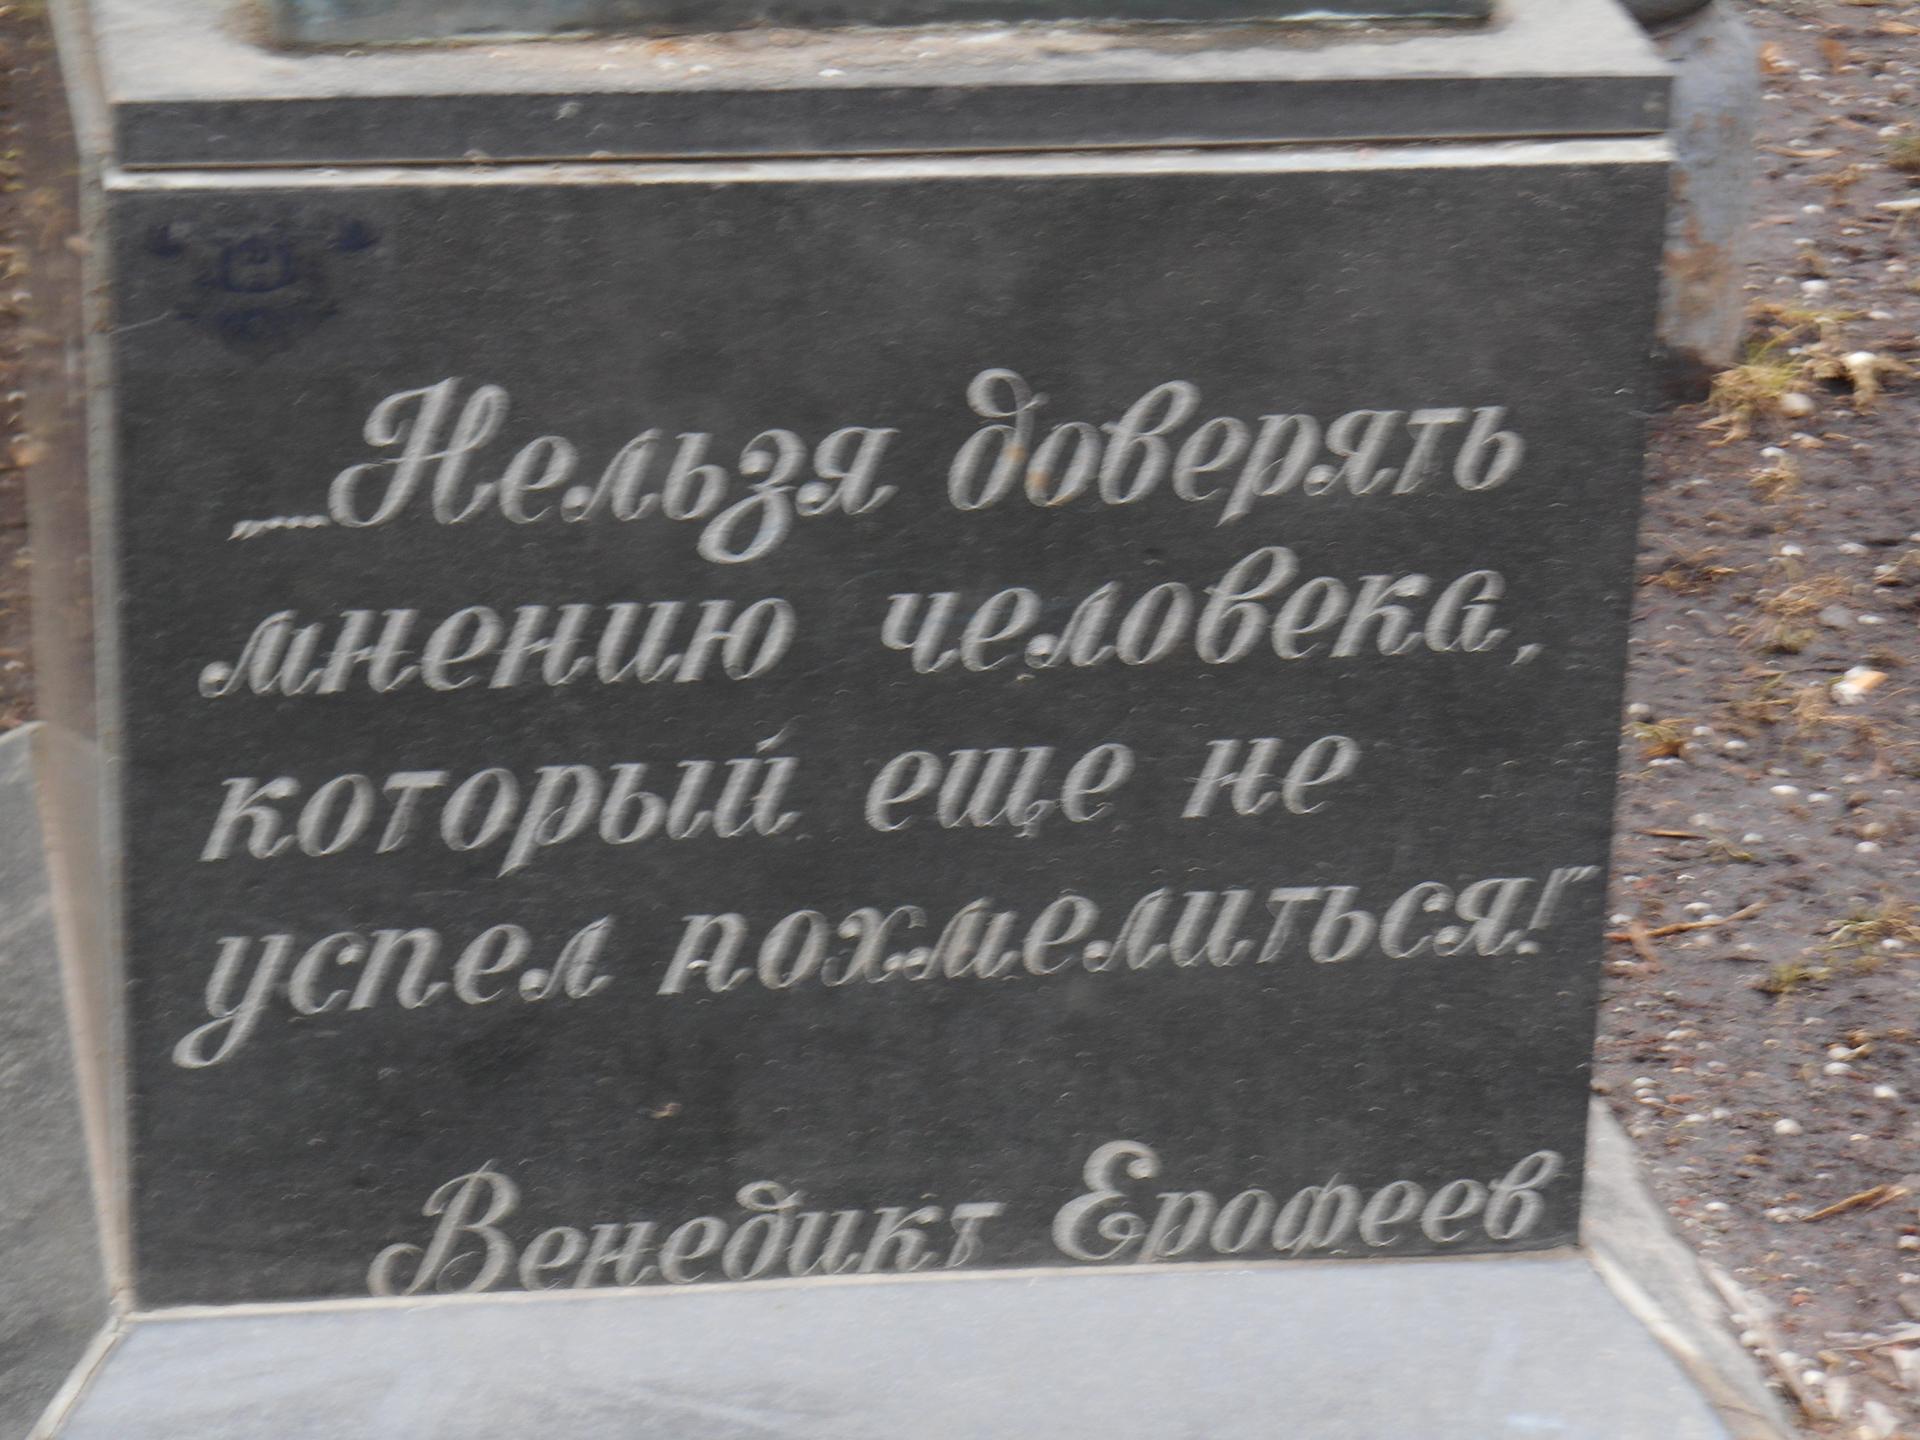 „...Нельзя доверять
мнению человека,
который еще не
успел похмелиться!"
Венедикт Ерофеев